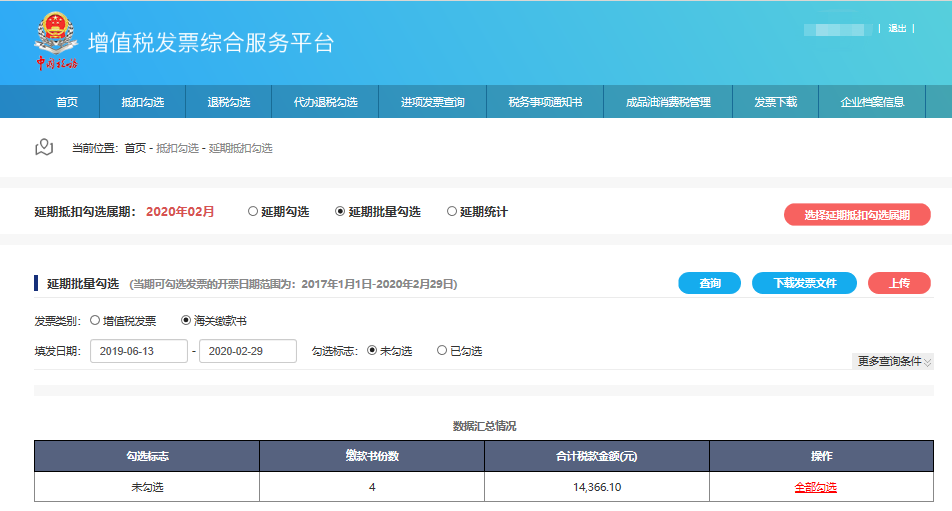 增值税发票综合服务平台
中国税务
| 退出 |
首页 抵扣勾选 退税勾选 代办退税勾选 进项发票查询 税务事项通知书 成品油消费税管理 发票下载 企业档案信息
当前位置: 首页 - 抵扣勾选 - 延期抵扣勾选
延期抵扣勾选属期: 2020年02月 延期勾选 延期批量勾选 延期统计 选择延期抵扣勾选属期
延期批量勾选 (当期可勾选发票的开票日期范围为: 2017年1月1日-2020年2月29日) 查询 下载发票文件 上传
发票类别: 增值税发票 海关缴款书
填发日期: 2019-06-13 - 2020-02-29 勾选标志: 未勾选 已勾选
更多查询条件
数据汇总情况
勾选标志 缴款书份数 合计税款金额(元) 操作
未勾选 4 14,366.10 全部勾选